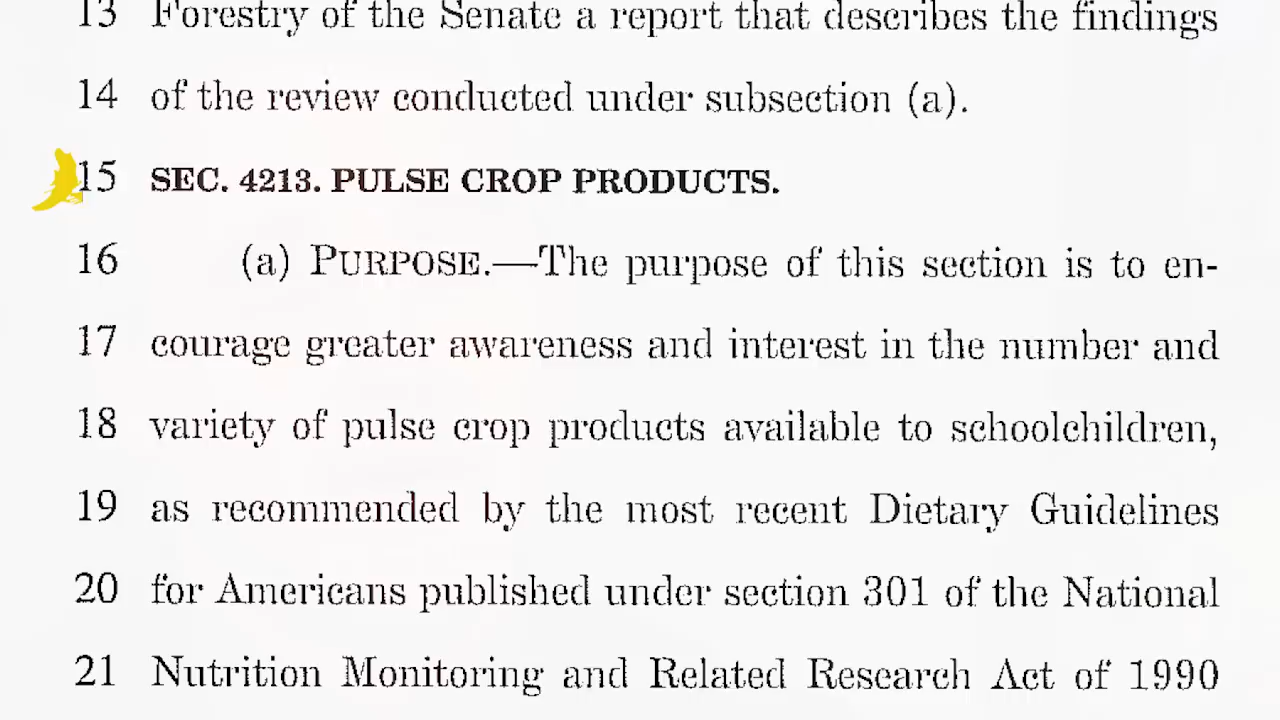 13 Forestry of the Senate a report that describes the findings
14 of the review conducted under subsection (a).
15 SEC. 4213. PULSE CROP PRODUCTS.
16 (a) PURPOSE.—The purpose of this section is to en-
17 courage greater awareness and interest in the number and
18 variety of pulse crop products available to schoolchildren,
19 as recommended by the most recent Dietary Guidelines
20 for Americans published under section 301 of the National
21 Nutrition Monitoring and Related Research Act of 1990